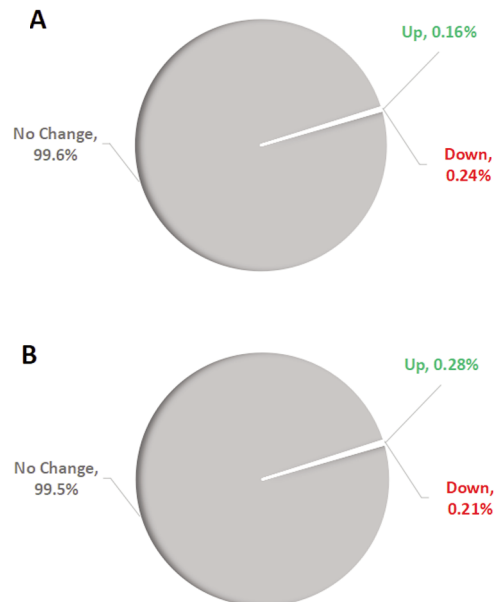 A
Up, 0.16%
No Change,
99.6%
Down,
0.24%
B
Up, 0.28%
No Change,
99.5%
Down,
0.21%